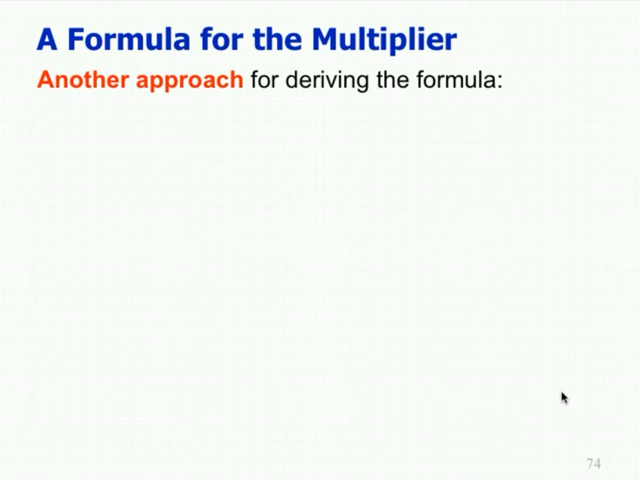 A Formula for the Multiplier
Another approach for deriving the formula:
74